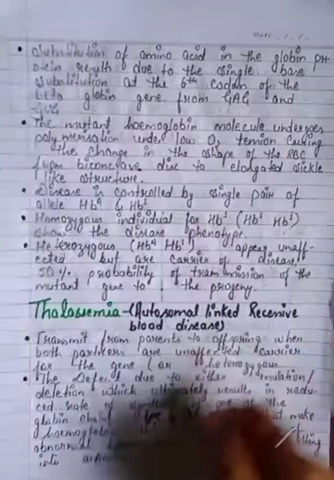 • Substitution of amino acid in the globin pr-
otein results due to the single base
substitution at the 6th codon of the
beta globin gene from GAG and
GUG
• The mutant haemoglobin molecule undergoes
polymerisation under low O2 tension causing
the change in the shape of the RBC
from biconcave disc to elongated sickle
like structure.
• Disease is controlled by single pair of
allele HbA & HbS
• Homozygous individual for HbS (HbS HbS)
show the disease phenotype.
• Heterozygous (HbA HbS) appear unaff-
ected but are carrier of disease
50% probability of transmission of the
mutant gene to the progeny.
Thalassemia - (Autosomal linked Recessive
blood disease)
• Transmit from parents to offspring when
both partners are unaffected carrier
for the gene (or heterozygous
• The Defect due to either mutation/
deletion which ultimately results in redu-
ced rate of the
globin make
haemoglobin
abnormal thing
into